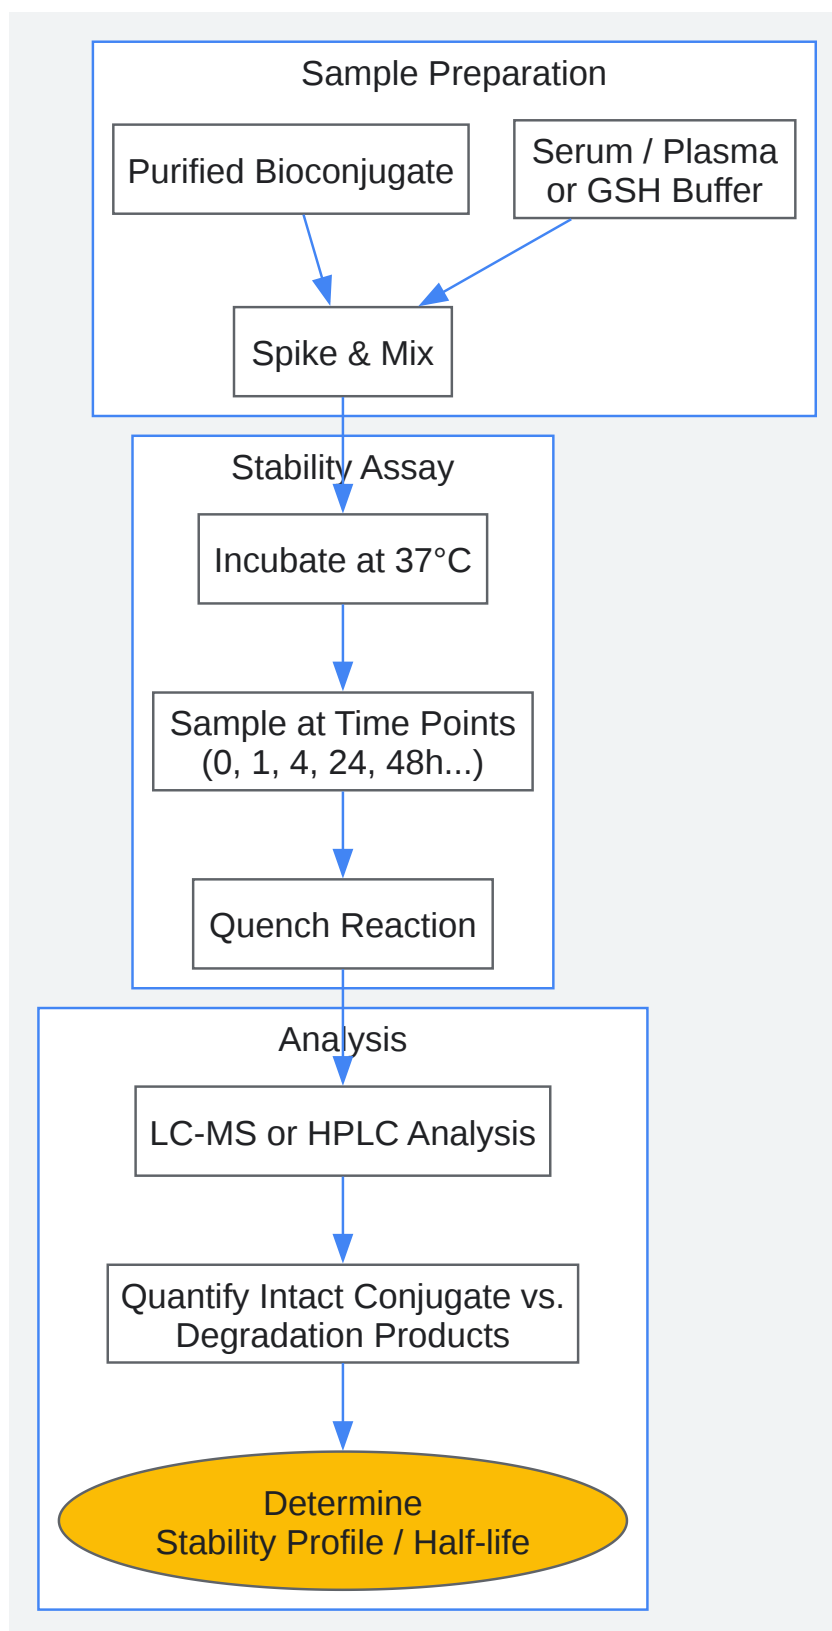 Sample Preparation
Purified Bioconjugate
Serum / Plasma
or GSH Buffer
Spike & Mix
Stability Assay
Incubate at 37°C
Sample at Time Points
(0, 1, 4, 24, 48h...)
Quench Reaction
Analysis
LC-MS or HPLC Analysis
Quantify Intact Conjugate vs.
Degradation Products
Determine
Stability Profile / Half-life